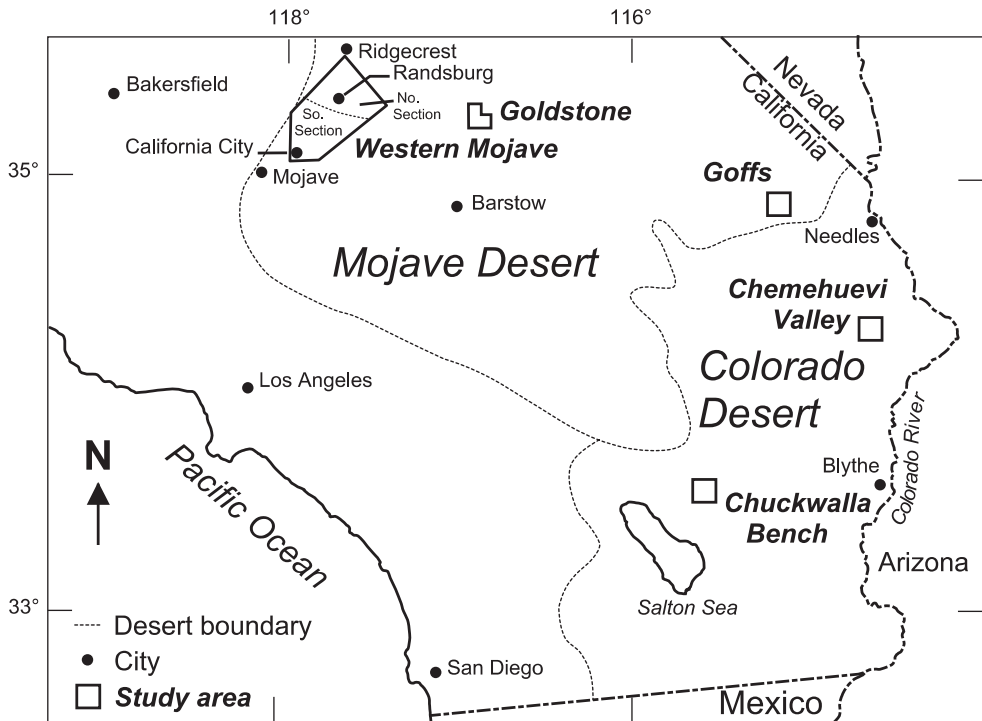 118°
116°
Ridgecrest
Bakersfield
Randsburg
No.
Section
So.
Section
Goldstone
Nevada
California
California City
Western Mojave
35°
Mojave
Goffs
Barstow
Needles
Mojave Desert
Chemehuevi
Valley
Colorado
Desert
Los Angeles
Colorado River
N
Pacific Ocean
Blythe
Chuckwalla
Bench
Arizona
33°
Salton Sea
Desert boundary
City
Study area
San Diego
Mexico